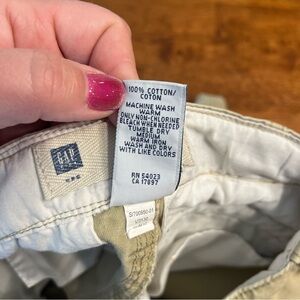 100% COTTON/
COTON
MACHINE WASH
WARM
ONLY NON-CHLORINE
BLEACH WHEN NEEDED
TUMBLE DRY
MEDIUM
WARM IRON
WASH AND DRY
WITH LIKE COLORS
RN 54023
CA 17897
GAP